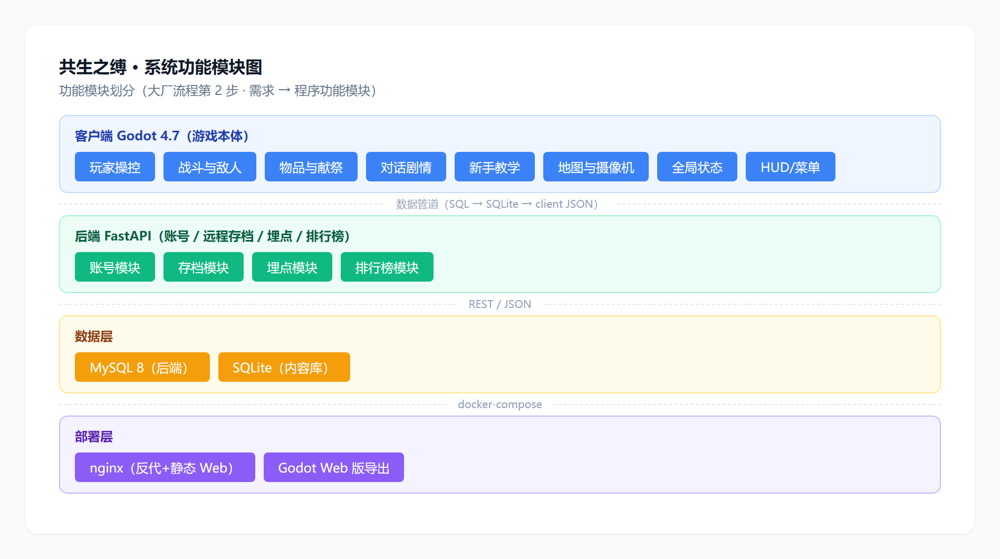 共生之缚 · 系统功能模块图
功能模块划分（大厂流程第 2 步 · 需求 → 程序功能模块）
客户端 Godot 4.7（游戏本体）
玩家操控 战斗与敌人 物品与献祭 对话剧情 新手教学 地图与摄像机 全局状态 HUD/菜单
数据管道（SQL → SQLite → client JSON）
后端 FastAPI（账号 / 远程存档 / 埋点 / 排行榜）
账号模块 存档模块 埋点模块 排行榜模块
REST / JSON
数据层
MySQL 8（后端） SQLite（内容库）
docker-compose
部署层
nginx（反代+静态 Web） Godot Web 版导出